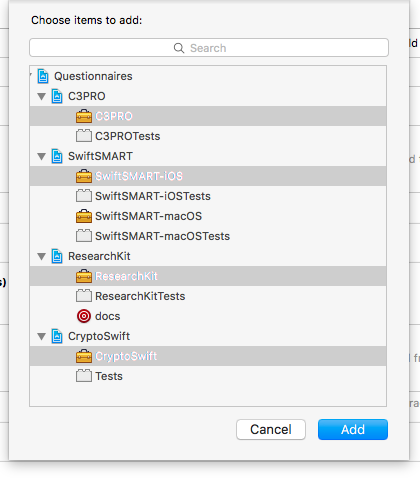 Choose items to add:
Search
ld
Questionnaires
C3PRO
C3PRO
C3PROTests
SwiftSMART
SwiftSMART-iOS
SwiftSMART-iOSTests
SwiftSMART-macOS
SwiftSMART-macOSTests
ResearchKit
s)
ResearchKit
ResearchKitTests
docs
CryptoSwift
CryptoSwift
Tests
Cancel
Add